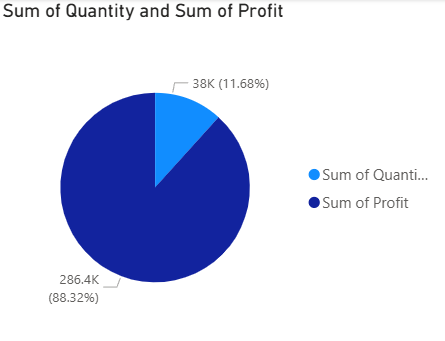 Sum of Quantity and Sum of Profit
38K (11.68%)
Sum of Quanti...
Sum of Profit
286.4K
(88.32%)